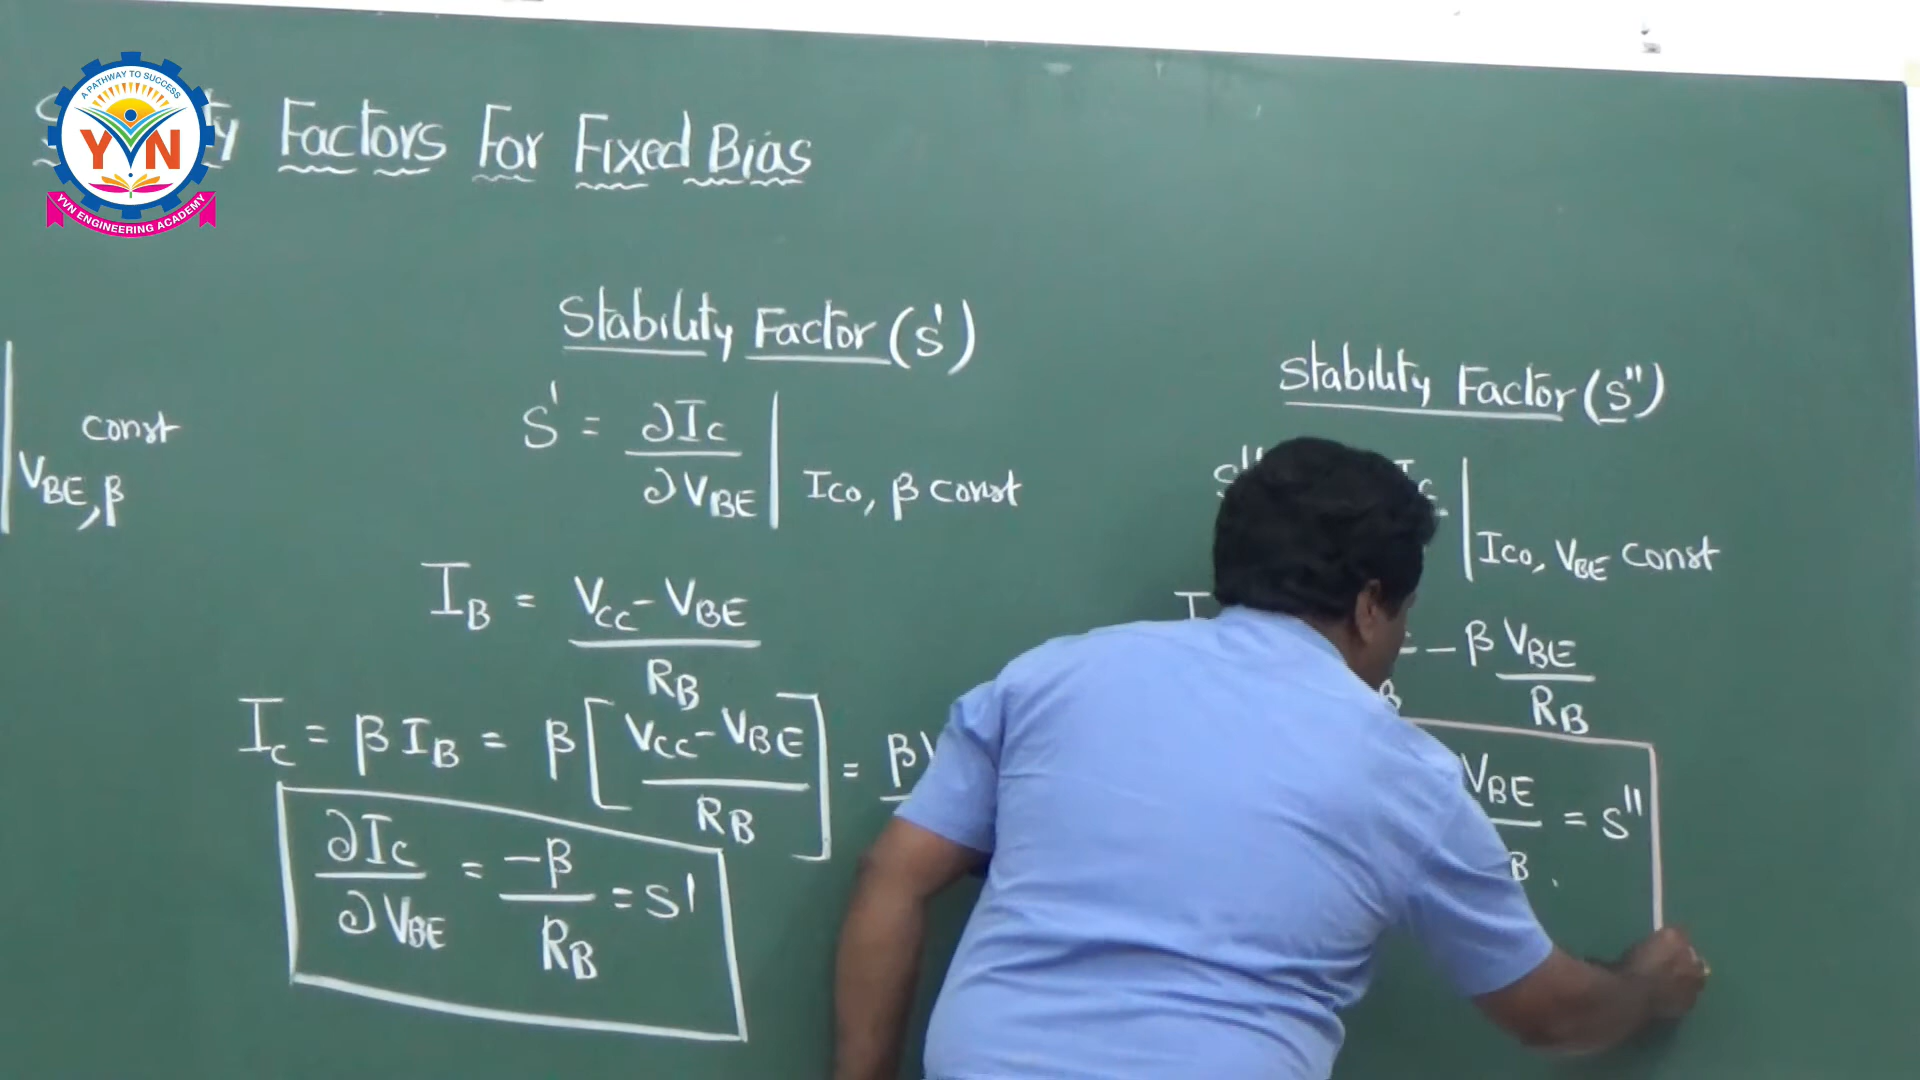 A PATHWAY TO SUCCESS
YVN
YVN ENGINEERING ACADEMY
Factors For Fixed Bias
const
VBE, β
Stability Factor (S')
S' = ∂Ic / ∂VBE | Ico, β const
IB = Vcc - VBE / RB
Ic = β IB = β [ Vcc - VBE / RB ] = β
∂Ic / ∂VBE = -β / RB = S'
Stability Factor (S'')
S'' Ic | Ico, VBE const
I = - β VBE / RB
VBE / B . = S''